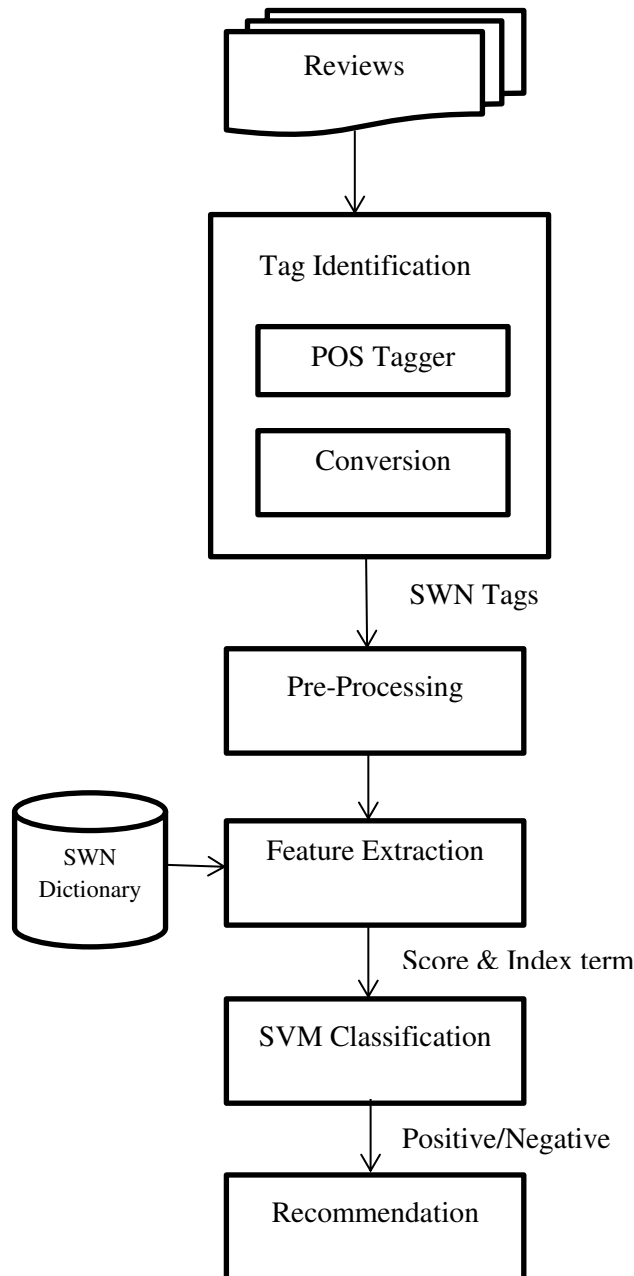 Reviews
Tag Identification
POS Tagger
Conversion
SWN Tags
Pre-Processing
SWN
Dictionary
Feature Extraction
Score & Index term
SVM Classification
Positive/Negative
Recommendation